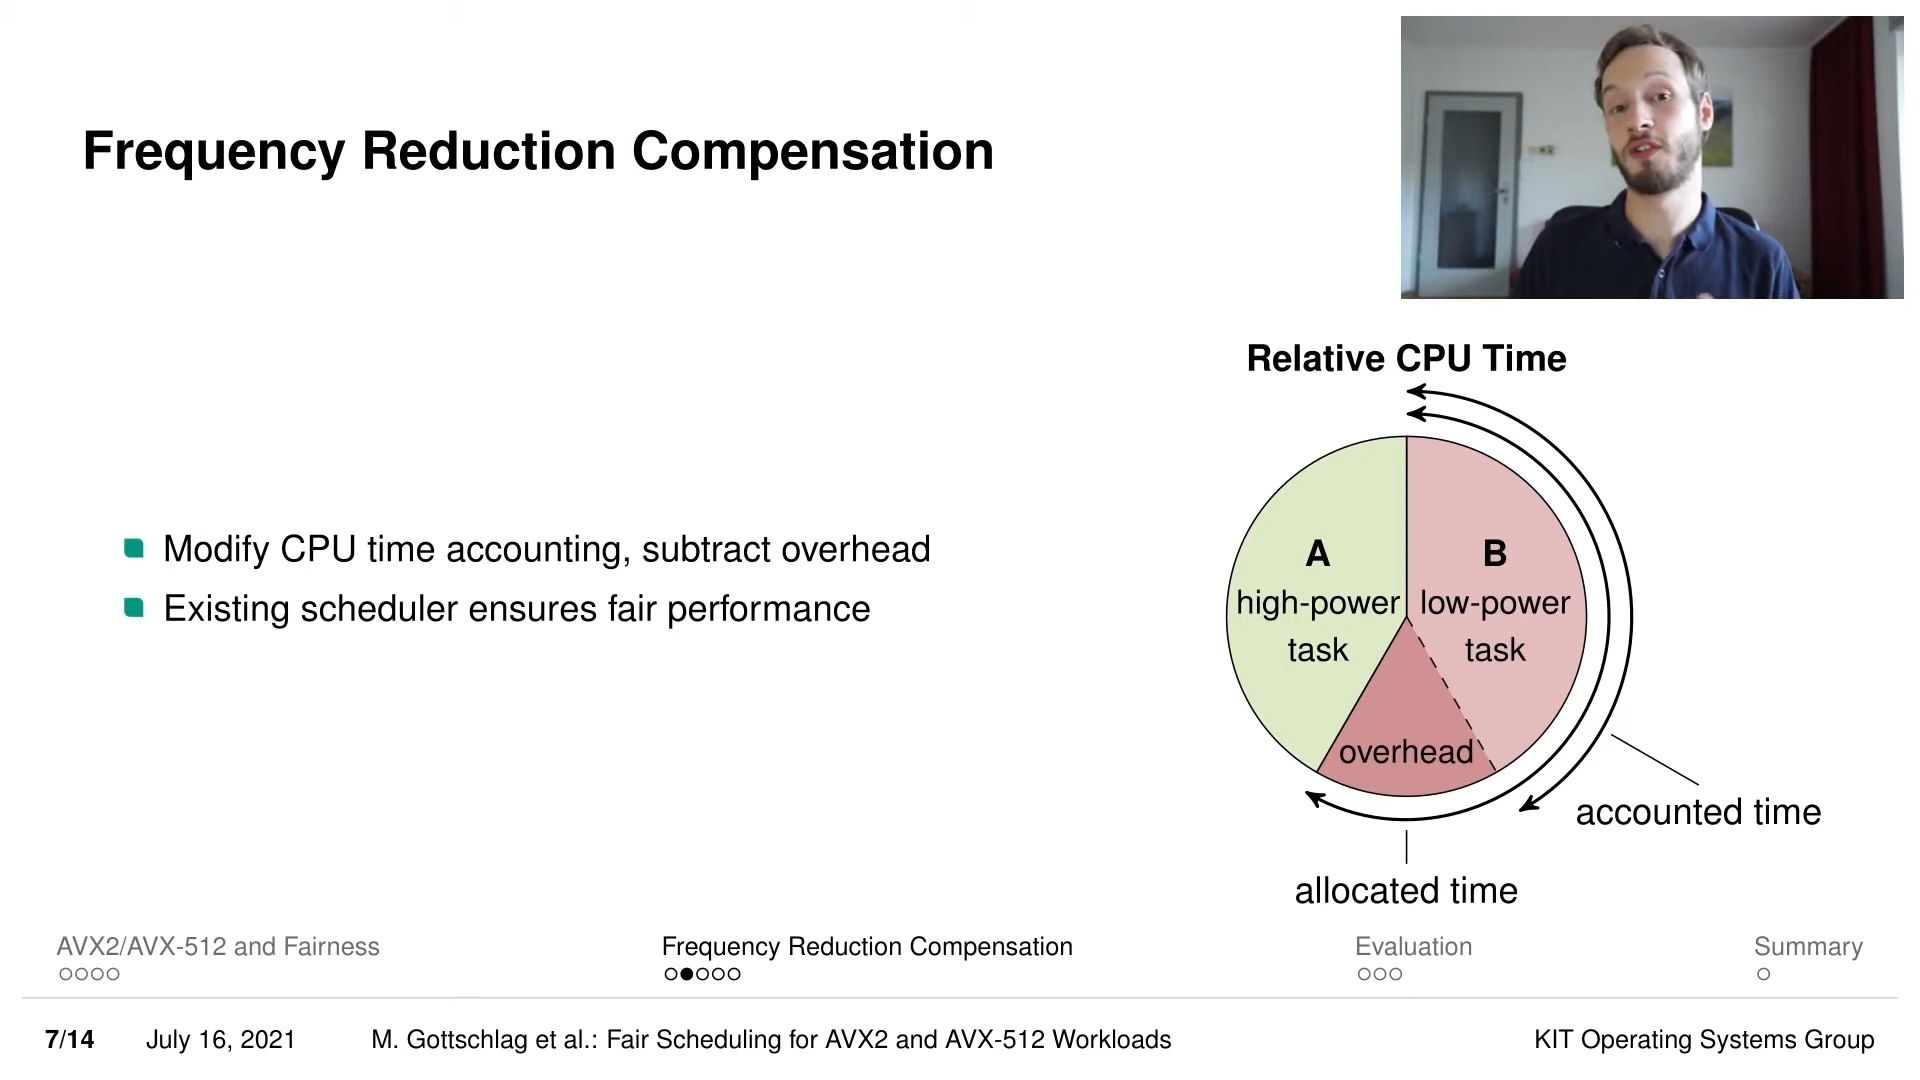 Frequency Reduction Compensation
Modify CPU time accounting, subtract overhead
Existing scheduler ensures fair performance
Relative CPU Time
A
high-power
task
B
low-power
task
overhead
accounted time
allocated time
AVX2/AVX-512 and Fairness
Frequency Reduction Compensation
Evaluation
Summary
7/14
July 16, 2021
M. Gottschlag et al.: Fair Scheduling for AVX2 and AVX-512 Workloads
KIT Operating Systems Group